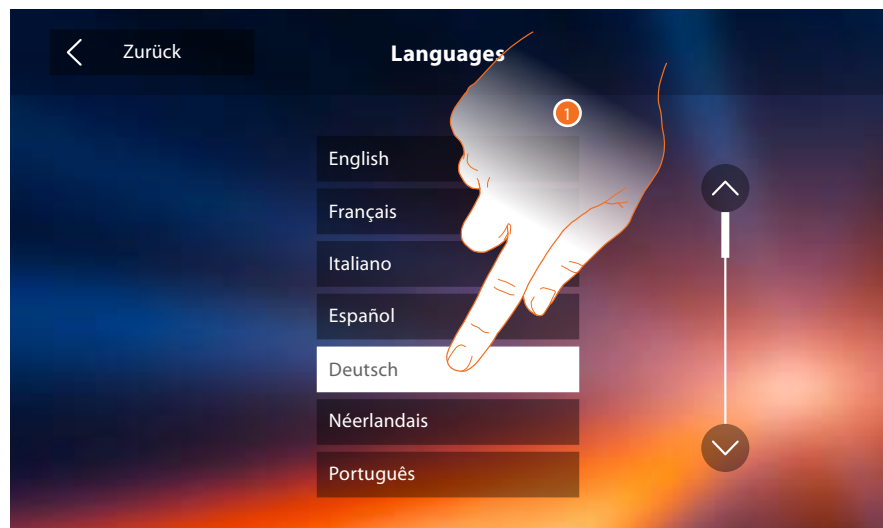 Zurück
Languages
1
English
Français
Italiano
Español
Deutsch
Néerlandais
Português